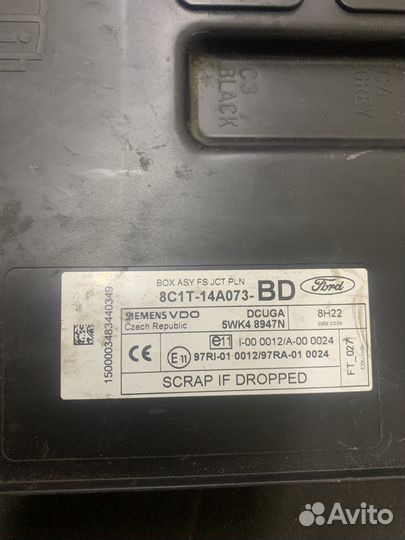 C3
BLACK
C4
GREY
BOX ASY FS JCT PLN
8C1T-14A073-BD
Ford
SIEMENS VDO
Czech Republic
DCUGA
5WK4 8947N
8H22
date code
CE
e11 I-00 0012/A-00 0024
E11 97RI-01 0012/97RA-01 0024
FT_027
SCRAP IF DROPPED
1500003483440349
Avito